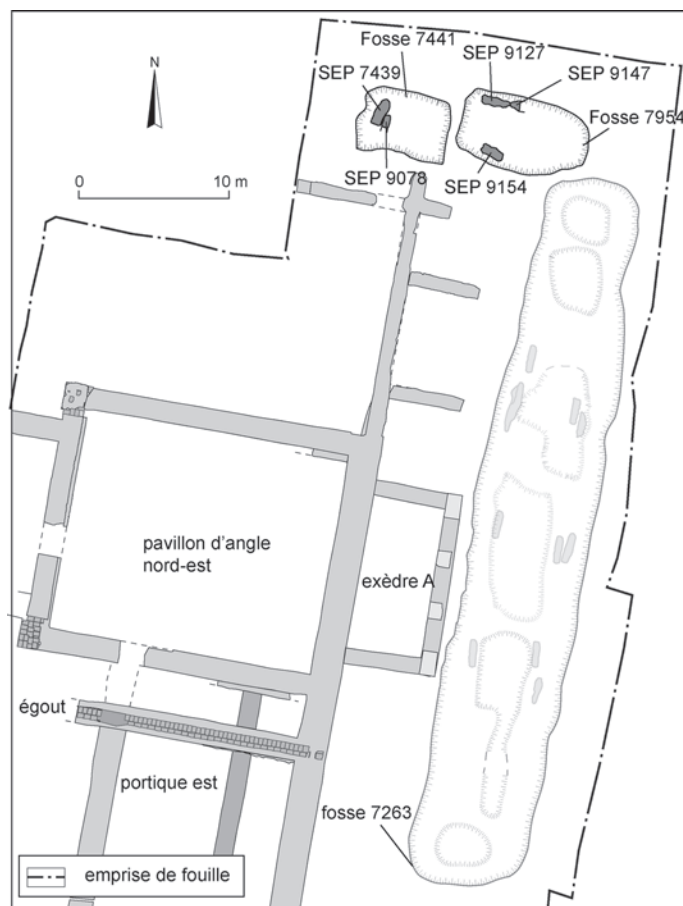 Fosse 7441
SEP 9127
SEP 7439
SEP 9147
N
Fosse 7954
SEP 9078
SEP 9154
0
10 m
pavillon d'angle
nord-est
exèdre A
égout
portique est
fosse 7263
emprise de fouille